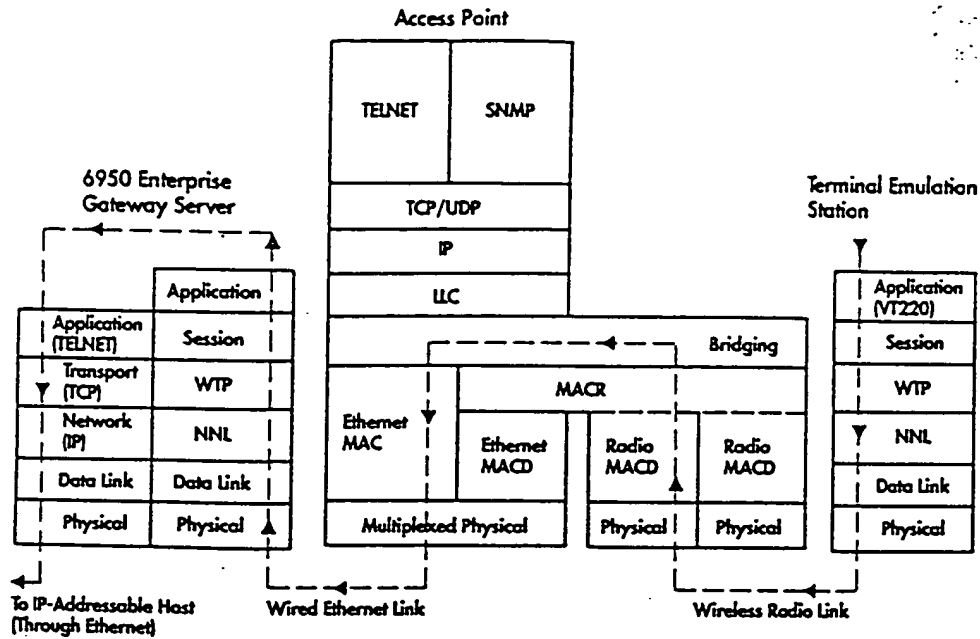 Access Point
TELNET
SNMP
TCP/UDP
IP
LLC
Bridging
MACR
Ethernet
MAC
Ethernet
MACD
Radio
MACD
Radio
MACD
Multiplexed Physical
Physical
Physical
6950 Enterprise
Gateway Server
Application
(TELNET)
Transport
(TCP)
Network
(IP)
Data Link
Physical
Application
Session
WTP
NNL
Data Link
Physical
Terminal Emulation
Station
Application
(VT220)
Session
WTP
NNL
Data Link
Physical
To IP-Addressable Host
(Through Ethernet)
Wired Ethernet Link
Wireless Radio Link